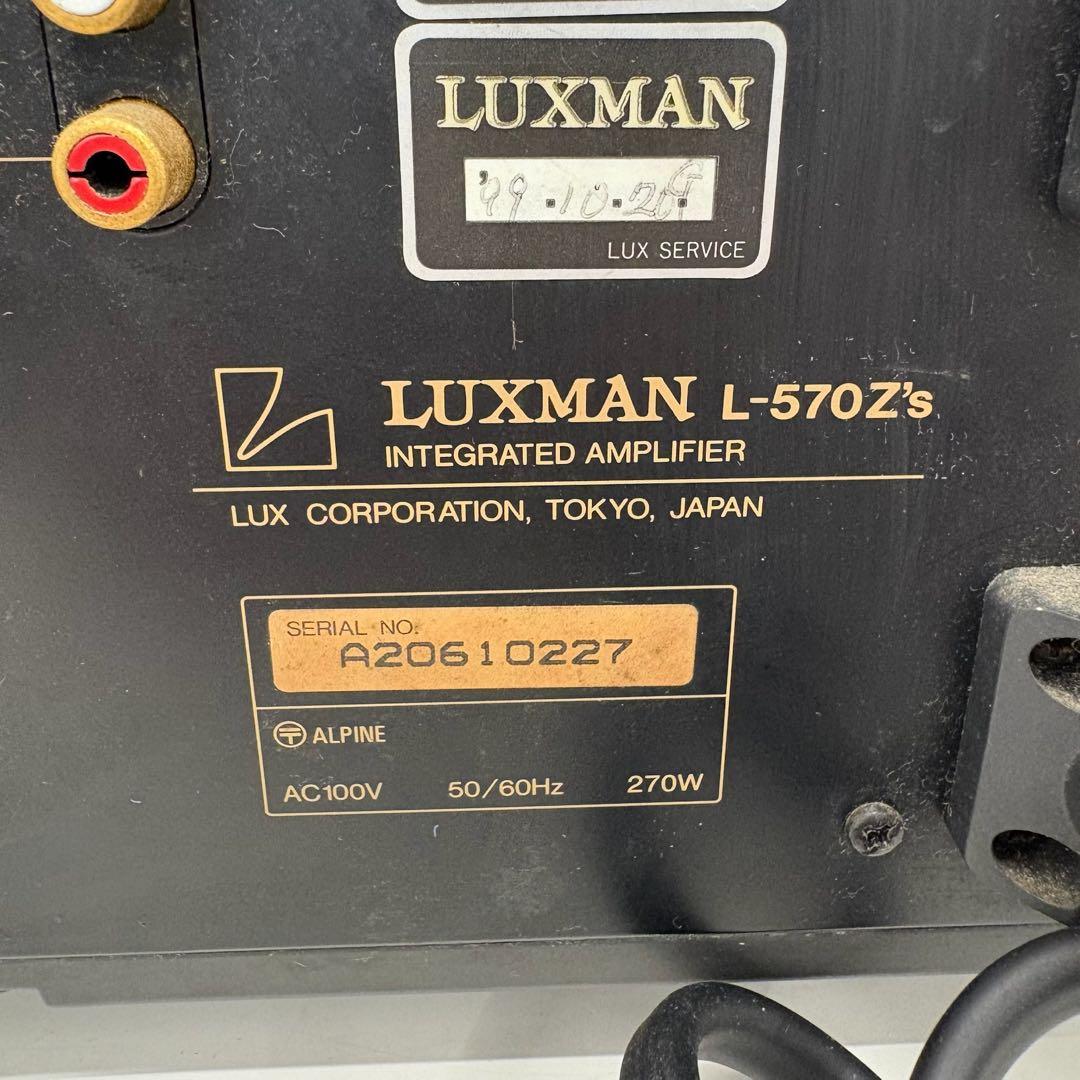 LUXMAN
'99.10.26
LUX SERVICE
LUXMAN L-570Z's
INTEGRATED AMPLIFIER
LUX CORPORATION, TOKYO, JAPAN
SERIAL NO.
A20610227
〒 ALPINE
AC100V 50/60Hz 270W